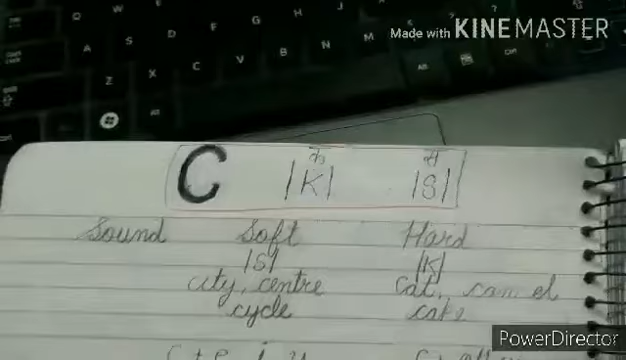 Made with KINEMASTER
C |K| |S|
क स
Sound Soft Hard
|S| |K|
city, centre cat, camel
cycle cake
PowerDirector